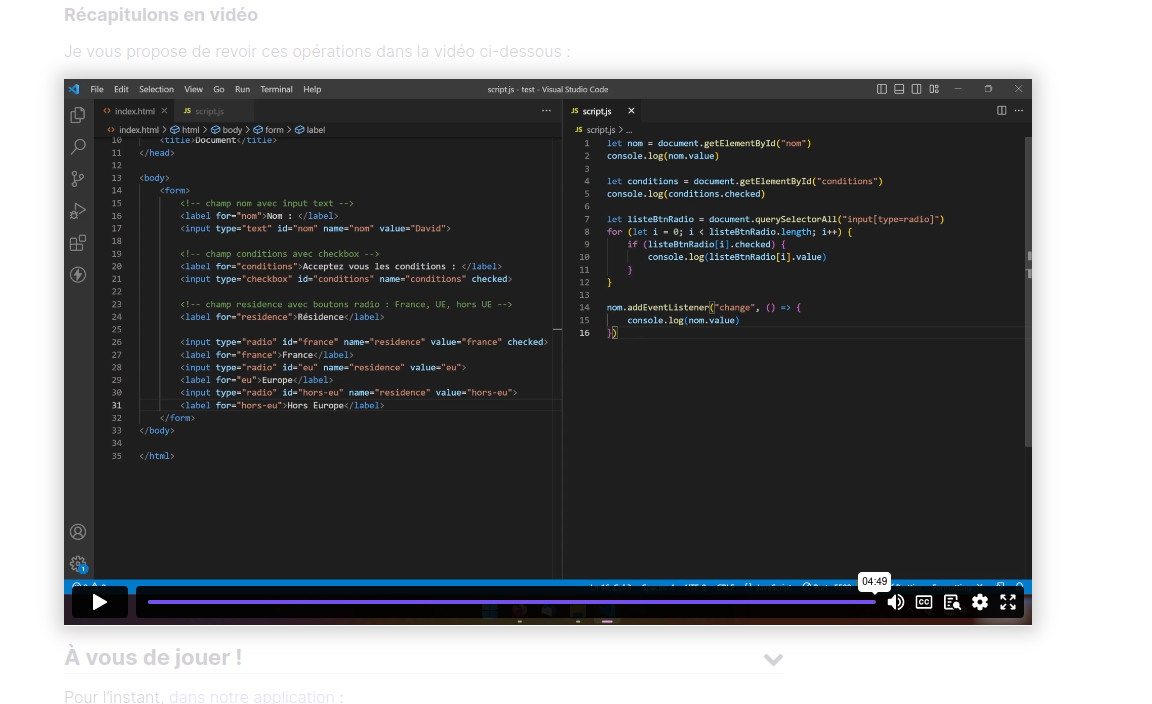 Récapitulons en vidéo
Je vous propose de revoir ces opérations dans la vidéo ci-dessous :
File Edit Selection View Go Run Terminal Help
script.js - test - Visual Studio Code
index.html
JS script.js
index.html > html > body > form > label
10 <title>Document</title>
11 </head>
12
13 <body>
14 <form>
15 <!-- champ nom avec input text -->
16 <label for="nom">Nom : </label>
17 <input type="text" id="nom" name="nom" value="David">
18
19 <!-- champ conditions avec checkbox -->
20 <label for="conditions">Acceptez vous les conditions : </label>
21 <input type="checkbox" id="conditions" name="conditions" checked>
22
23 <!-- champ residence avec boutons radio : France, UE, hors UE -->
24 <label for="residence">Résidence</label>
25
26 <input type="radio" id="france" name="residence" value="france" checked>
27 <label for="france">France</label>
28 <input type="radio" id="eu" name="residence" value="eu">
29 <label for="eu">Europe</label>
30 <input type="radio" id="hors-eu" name="residence" value="hors-eu">
31 <label for="hors-eu">Hors Europe</label>
32 </form>
33 </body>
34
35 </html>
JS script.js
JS script.js > ...
1 let nom = document.getElementById("nom")
2 console.log(nom.value)
3
4 let conditions = document.getElementById("conditions")
5 console.log(conditions.checked)
6
7 let listeBtnRadio = document.querySelectorAll("input[type=radio]")
8 for (let i = 0; i < listeBtnRadio.length; i++) {
9 if (listeBtnRadio[i].checked) {
10 console.log(listeBtnRadio[i].value)
11 }
12 }
13
14 nom.addEventListener("change", () => {
15 console.log(nom.value)
16 })
1
04:49
CC
À vous de jouer !
Pour l'instant, dans notre application :